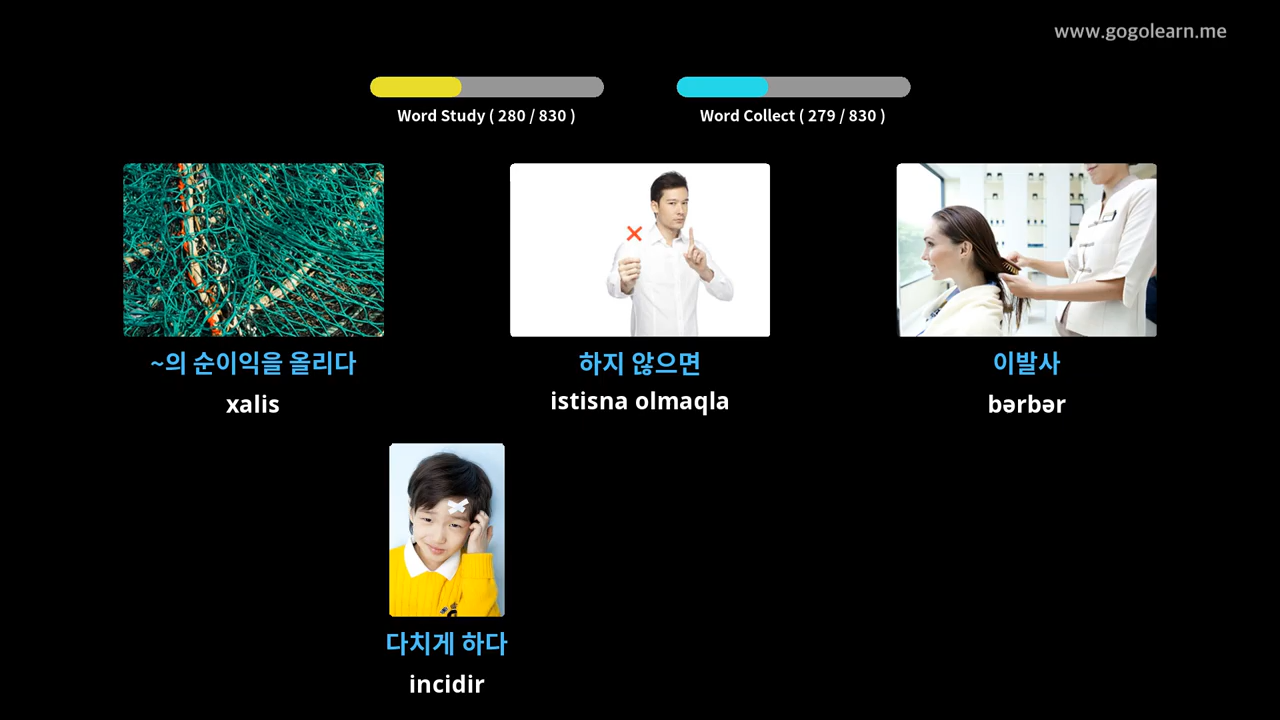 www.gogolearn.me
Word Study ( 280 / 830 )
Word Collect ( 279 / 830 )
~의 순이익을 올리다
xalis
하지 않으면
istisna olmaqla
이발사
bərbər
다치게 하다
incidir